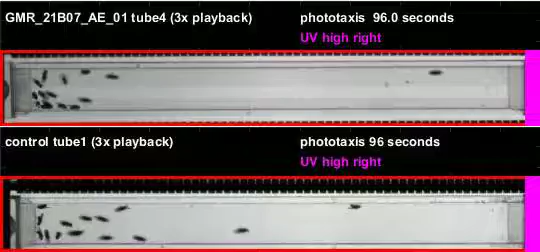 GMR_21B07_AE_01 tube4 (3x playback)
phototaxis  96.0 seconds
UV high right
control tube1 (3x playback)
phototaxis 96 seconds
UV high right